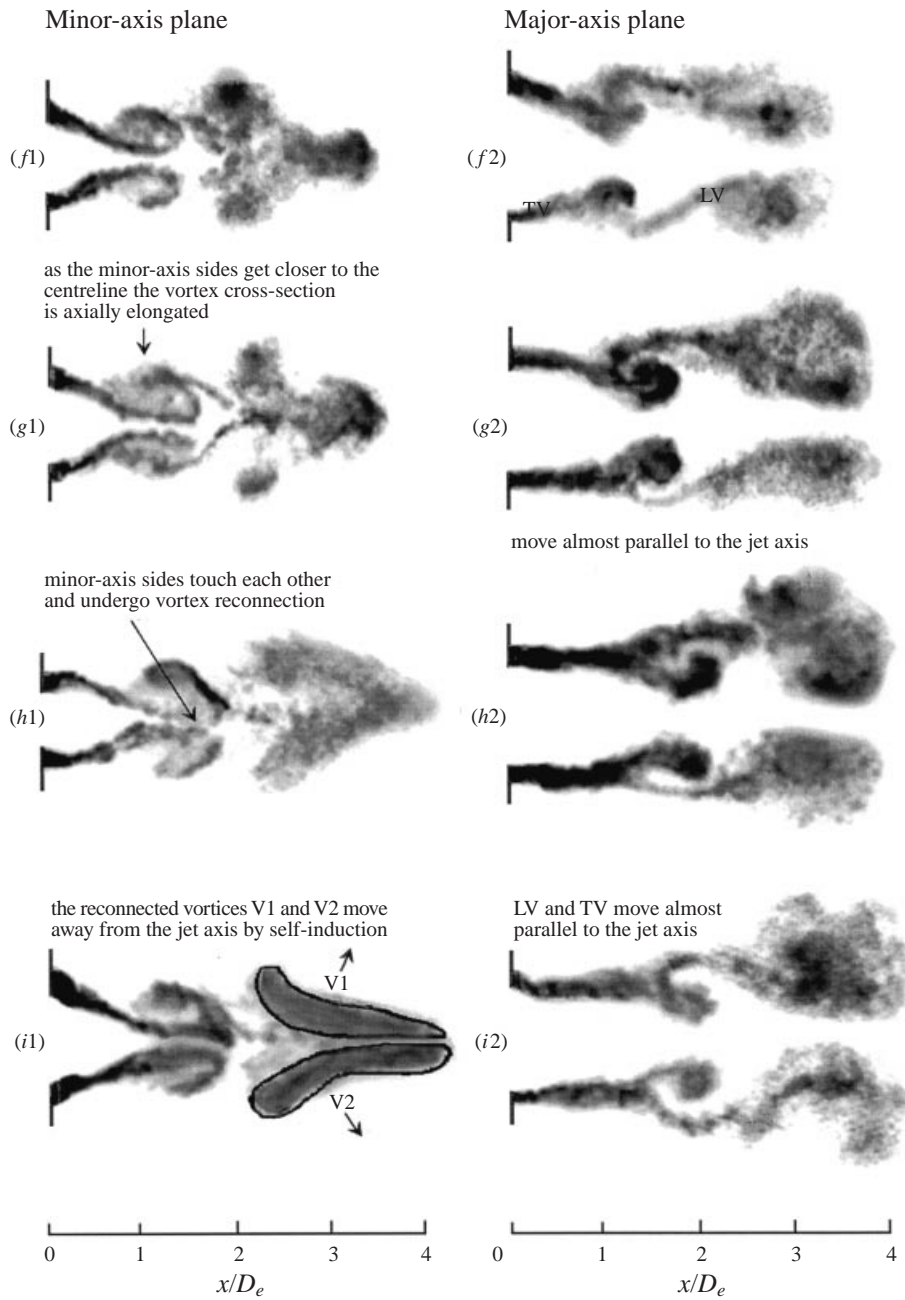 Minor-axis plane
Major-axis plane
(f1)
(f2)
TV
LV
as the minor-axis sides get closer to the
centreline the vortex cross-section
is axially elongated
(g1)
(g2)
minor-axis sides touch each other
and undergo vortex reconnection
move almost parallel to the jet axis
(h1)
(h2)
the reconnected vortices V1 and V2 move
away from the jet axis by self-induction
V1
(i1)
V2
LV and TV move almost
parallel to the jet axis
(i2)
0 1 2 3 4
x/De
0 1 2 3 4
x/De